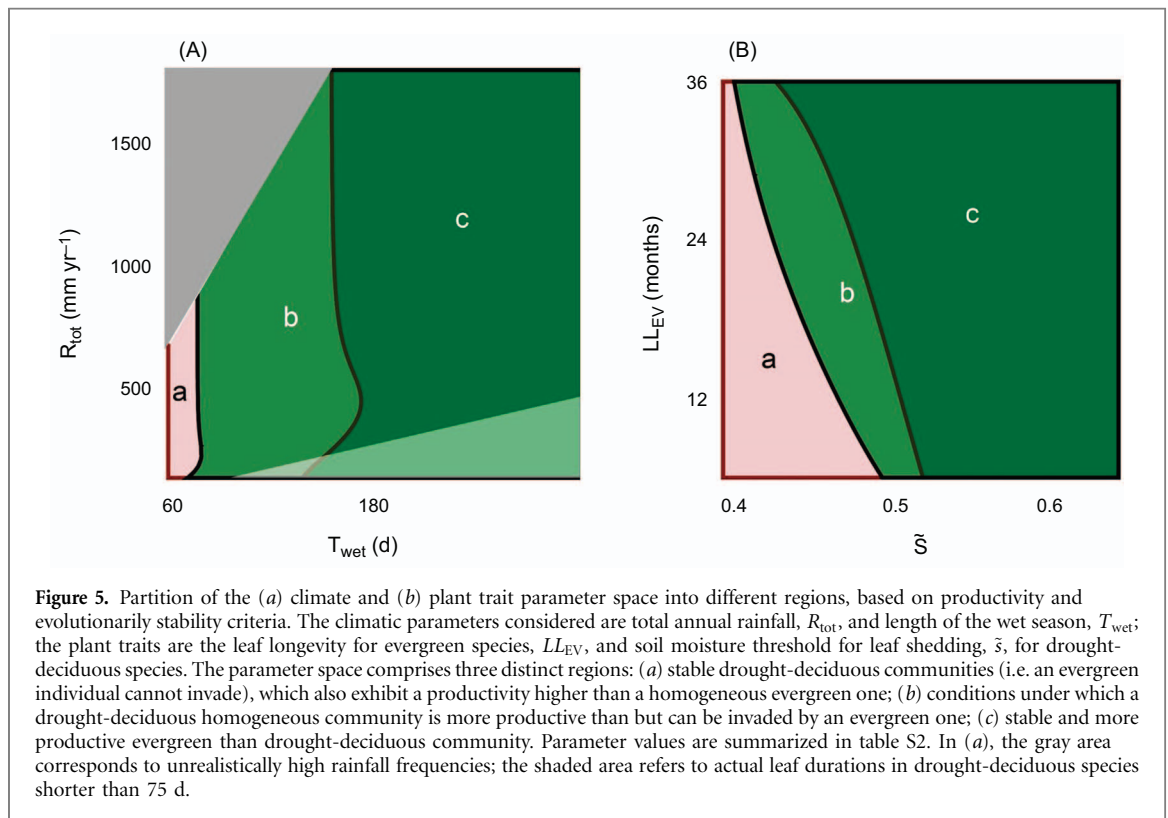 (A)
(B)
1500
1000
500
R_tot (mm yr⁻¹)
a
b
c
60
180
T_wet (d)
36
24
12
LL_EV (months)
a
b
c
0.4
0.5
0.6
S̃
Figure 5. Partition of the (a) climate and (b) plant trait parameter space into different regions, based on productivity and
evolutionarily stability criteria. The climatic parameters considered are total annual rainfall, R_tot, and length of the wet season, T_wet;
the plant traits are the leaf longevity for evergreen species, LL_EV, and soil moisture threshold for leaf shedding, s̃, for drought-
deciduous species. The parameter space comprises three distinct regions: (a) stable drought-deciduous communities (i.e. an evergreen
individual cannot invade), which also exhibit a productivity higher than a homogeneous evergreen one; (b) conditions under which a
drought-deciduous homogeneous community is more productive than but can be invaded by an evergreen one; (c) stable and more
productive evergreen than drought-deciduous community. Parameter values are summarized in table S2. In (a), the gray area
corresponds to unrealistically high rainfall frequencies; the shaded area refers to actual leaf durations in drought-deciduous species
shorter than 75 d.